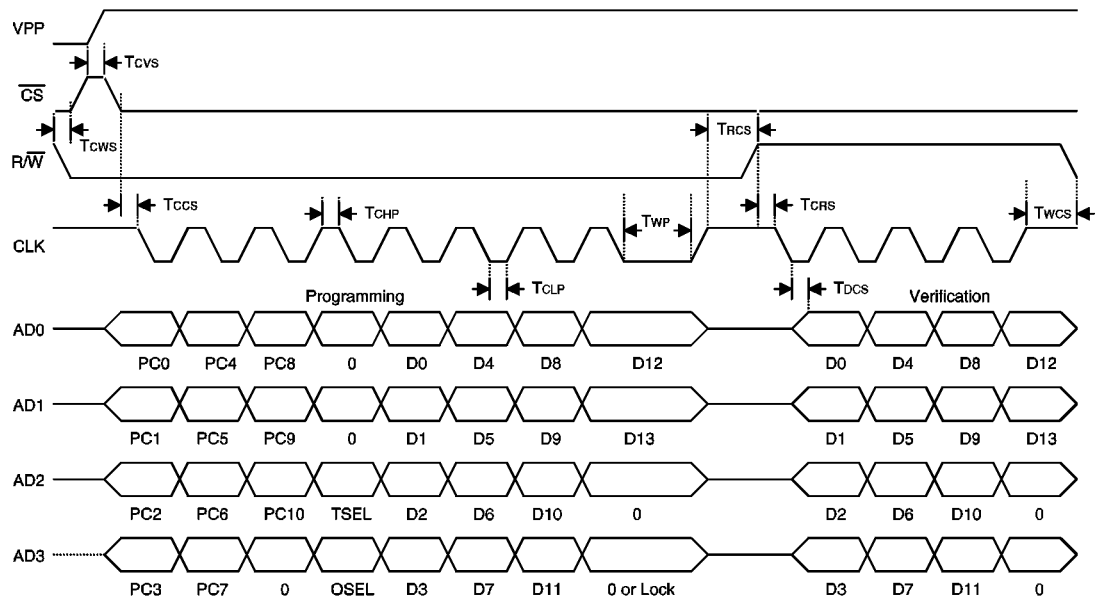 VPP
TCVS
CS
TCWS
TRCS
R/W
TCCS
TCHP
TWP
TCRS
TWCS
CLK
TCLP
TDCS
Programming
Verification
AD0
PC0 PC4 PC8 0 D0 D4 D8 D12 D0 D4 D8 D12
AD1
PC1 PC5 PC9 0 D1 D5 D9 D13 D1 D5 D9 D13
AD2
PC2 PC6 PC10 TSEL D2 D6 D10 0 D2 D6 D10 0
AD3
PC3 PC7 0 OSEL D3 D7 D11 0 or Lock D3 D7 D11 0